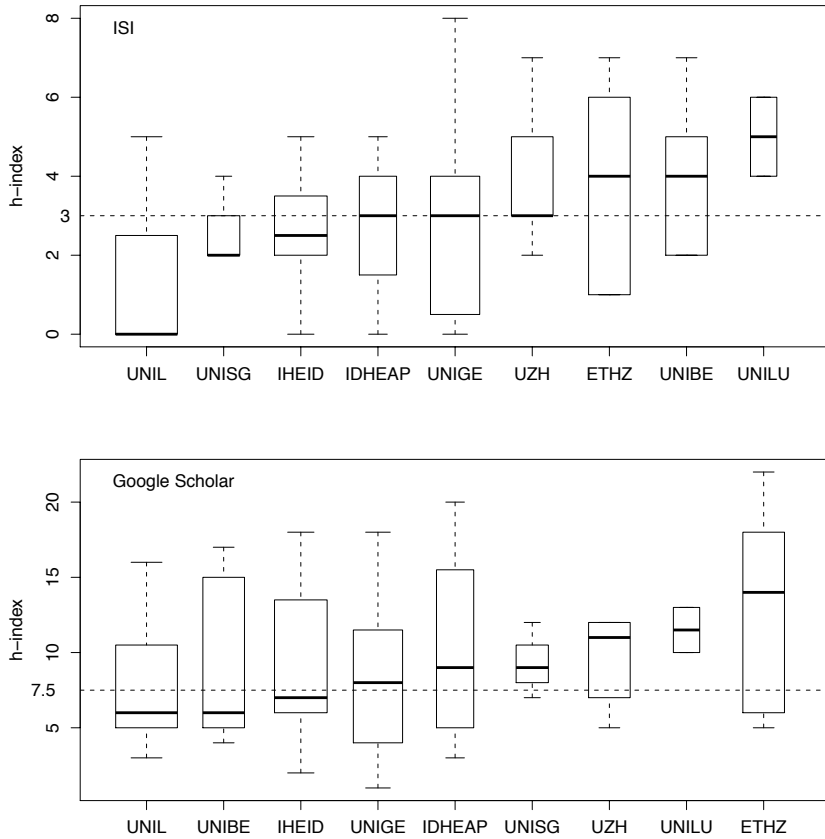 ISI
h−index
8
6
4
3
2
0
UNIL UNISG IHEID IDHEAP UNIGE UZH ETHZ UNIBE UNILU
Google Scholar
h−index
20
15
10
7.5
5
UNIL UNIBE IHEID UNIGE IDHEAP UNISG UZH UNILU ETHZ